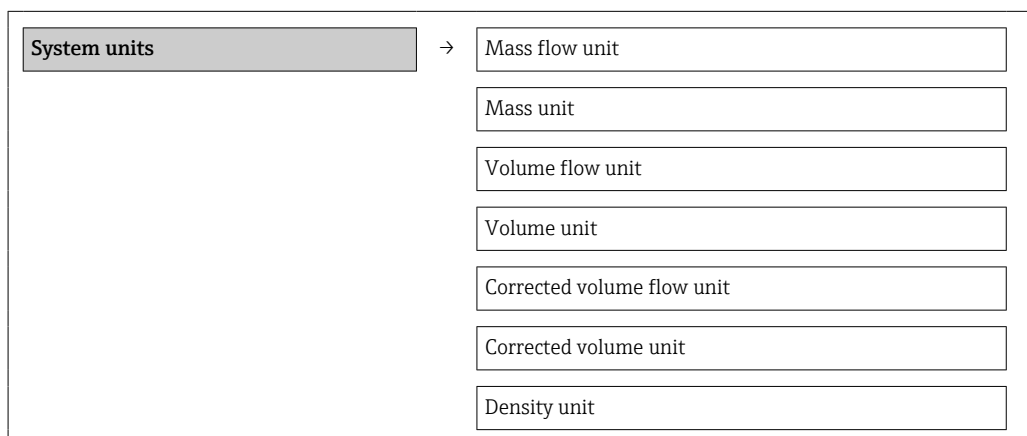 System units → Mass flow unit
Mass unit
Volume flow unit
Volume unit
Corrected volume flow unit
Corrected volume unit
Density unit